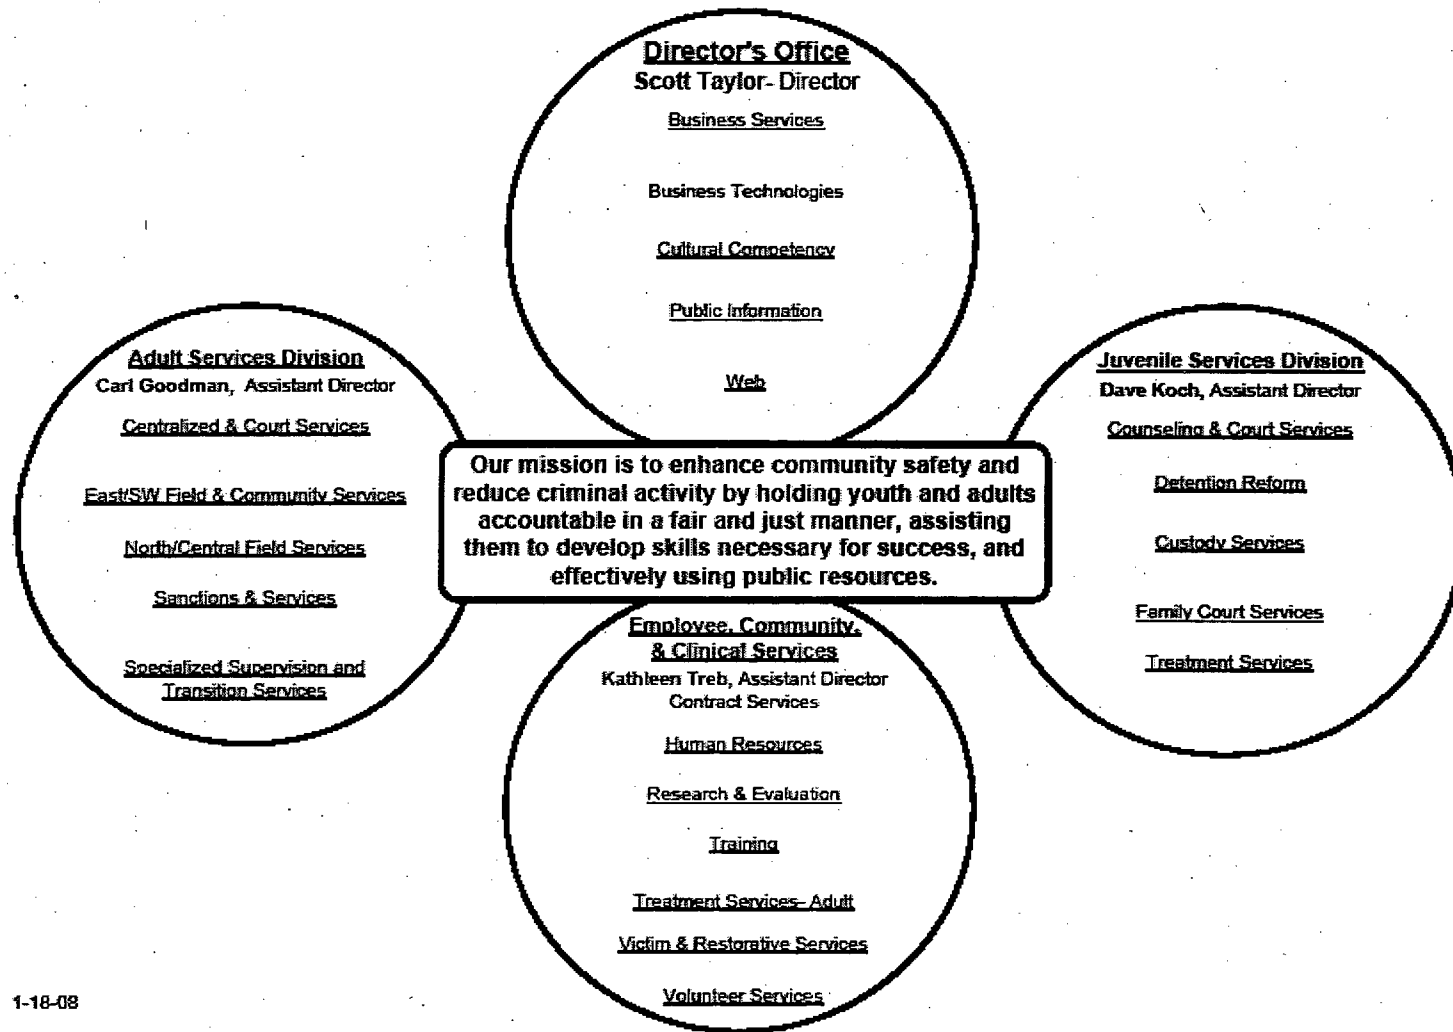 Director's Office
Scott Taylor- Director
Business Services
Business Technologies
Cultural Competency
Public Information
Web
Adult Services Division
Carl Goodman, Assistant Director
Centralized & Court Services
East/SW Field & Community Services
North/Central Field Services
Sanctions & Services
Specialized Supervision and
Transition Services
Our mission is to enhance community safety and
reduce criminal activity by holding youth and adults
accountable in a fair and just manner, assisting
them to develop skills necessary for success, and
effectively using public resources.
Juvenile Services Division
Dave Koch, Assistant Director
Counseling & Court Services
Detention Reform
Custody Services
Family Court Services
Treatment Services
Employee, Community,
& Clinical Services
Kathleen Treb, Assistant Director
Contract Services
Human Resources
Research & Evaluation
Training
Treatment Services- Adult
Victim & Restorative Services
Volunteer Services
1-18-08